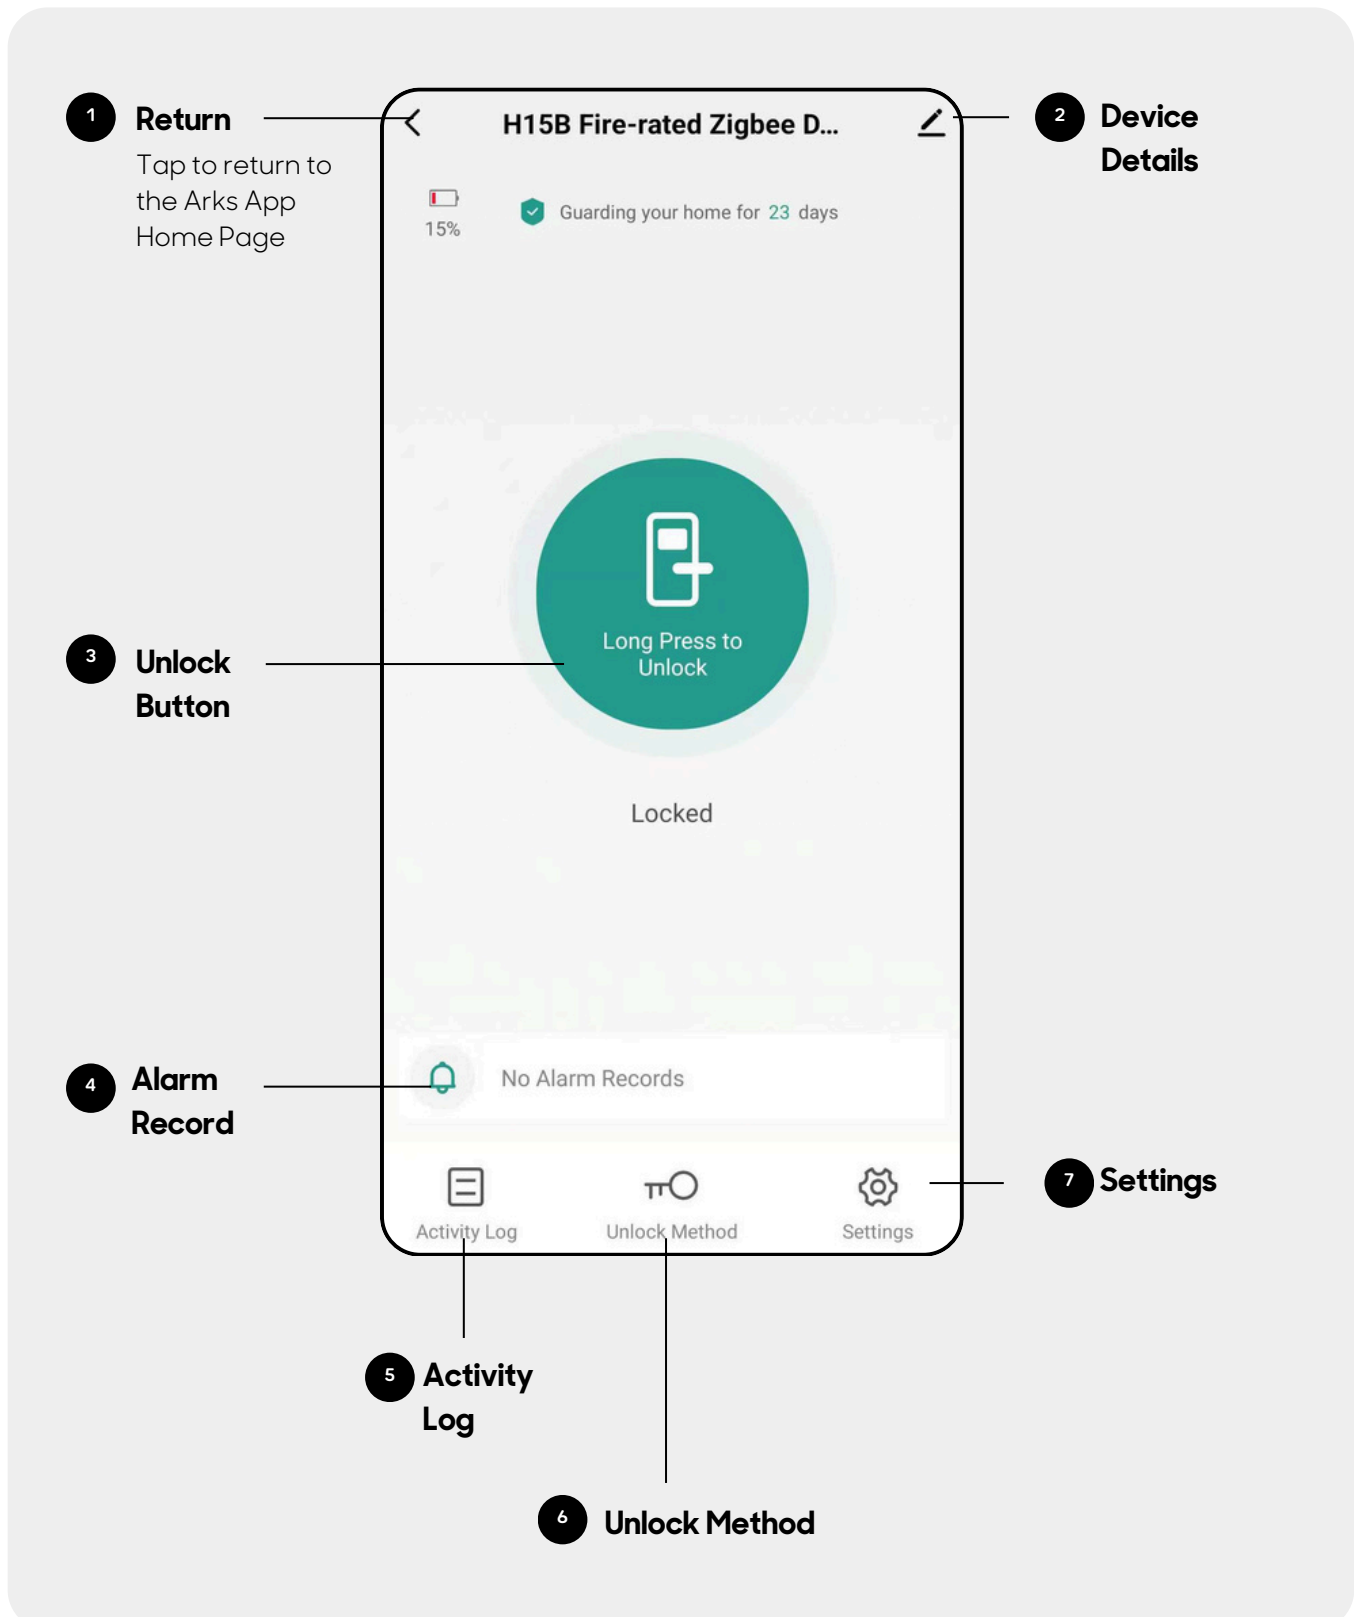 1 Return
Tap to return to
the Arks App
Home Page
H15B Fire-rated Zigbee D...
2 Device
Details
15%
Guarding your home for 23 days
Long Press to
Unlock
3 Unlock
Button
Locked
4 Alarm
Record
No Alarm Records
Activity Log
Unlock Method
Settings
7 Settings
5 Activity
Log
6 Unlock Method